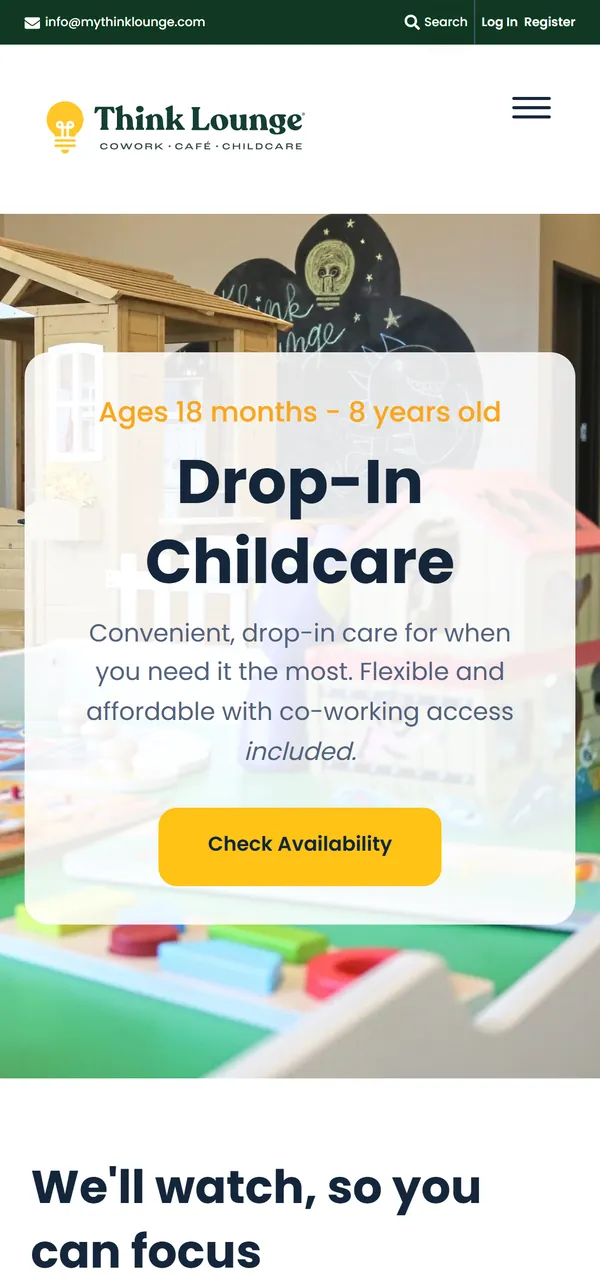 info@mythinklounge.com
Search
Log In Register
Think Lounge
COWORK · CAFÉ · CHILDCARE
think
lounge
Ages 18 months - 8 years old
Drop-In
Childcare
Convenient, drop-in care for when
you need it the most. Flexible and
affordable with co-working access
included.
Check Availability
We'll watch, so you
can focus